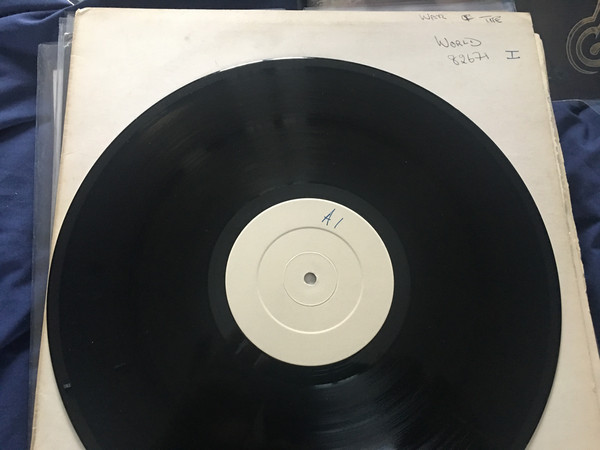 WAR OF THE
WORLD
82671 I
A1